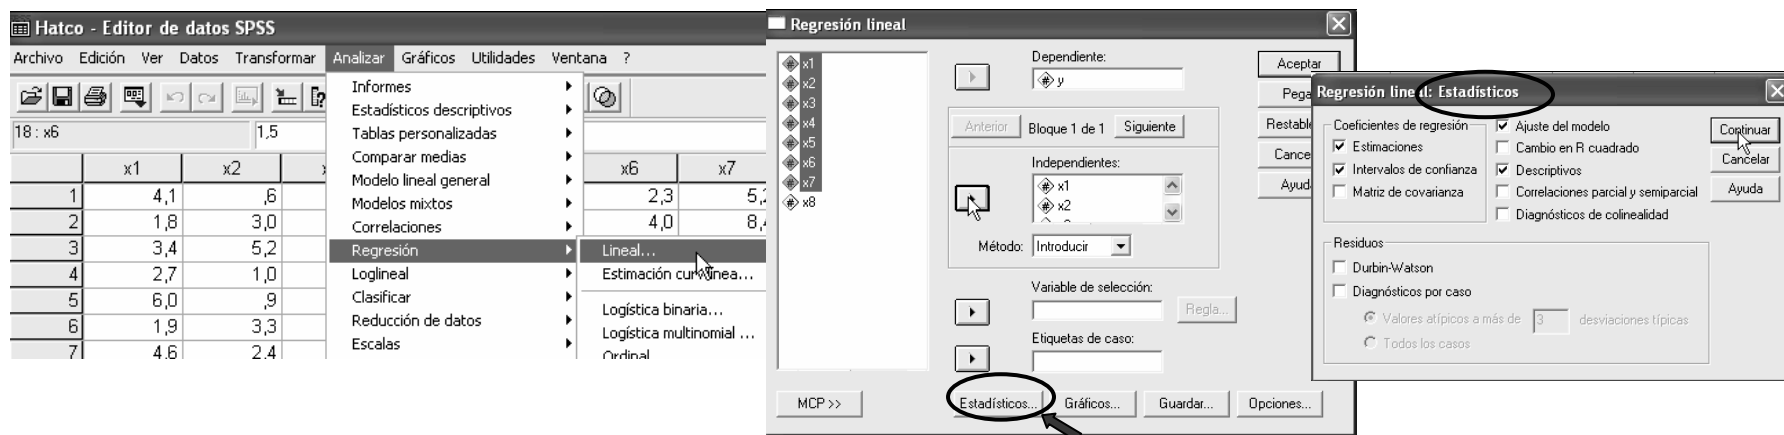 Hatco - Editor de datos SPSS
Archivo Edición Ver Datos Transformar Analizar Gráficos Utilidades Ventana ?
18 : x6 1,5
x1 x2 x6 x7
1 4,1 ,6 2,3 5,2
2 1,8 3,0 4,0 8,4
3 3,4 5,2
4 2,7 1,0
5 6,0 ,9
6 1,9 3,3
7 4,6 2,4
Informes
Estadísticos descriptivos
Tablas personalizadas
Comparar medias
Modelo lineal general
Modelos mixtos
Correlaciones
Regresión
Loglineal
Clasificar
Reducción de datos
Escalas
Lineal...
Estimación curvilínea...
Logística binaria...
Logística multinomial ...
Ordinal
Regresión lineal
x1
x2
x3
x4
x5
x6
x7
x8
Dependiente:
y
Anterior Bloque 1 de 1 Siguiente
Independientes:
x1
x2
Método: Introducir
Variable de selección:
Regla...
Etiquetas de caso:
MCP >> Estadísticos... Gráficos... Guardar... Opciones...
Aceptar
Pega
Restable
Cance
Ayud
Regresión lineal: Estadísticos
Coeficientes de regresión
Estimaciones
Intervalos de confianza
Matriz de covarianza
Ajuste del modelo
Cambio en R cuadrado
Descriptivos
Correlaciones parcial y semiparcial
Diagnósticos de colinealidad
Continuar
Cancelar
Ayuda
Residuos
Durbin-Watson
Diagnósticos por caso
Valores atípicos a más de 3 desviaciones típicas
Todos los casos